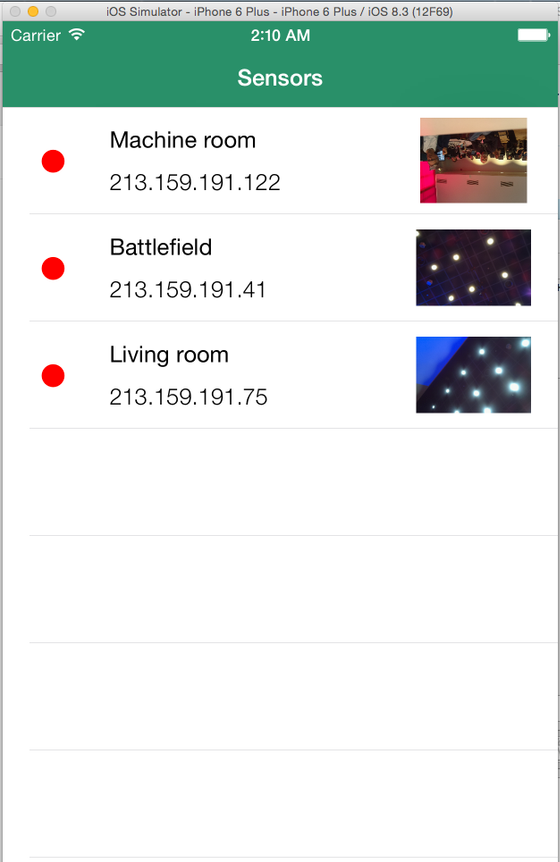 iOS Simulator - iPhone 6 Plus - iPhone 6 Plus / iOS 8.3 (12F69)
Carrier 2:10 AM
Sensors
Machine room
213.159.191.122
Battlefield
213.159.191.41
Living room
213.159.191.75